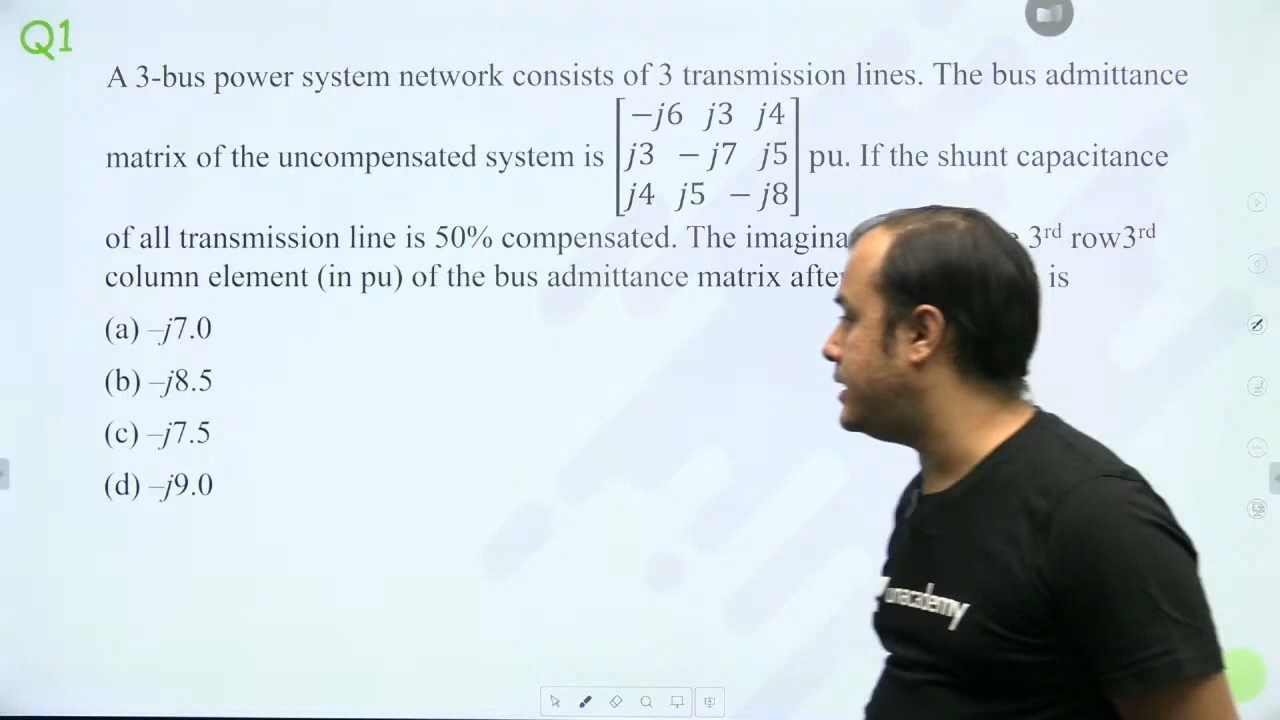 Q1
A 3-bus power system network consists of 3 transmission lines. The bus admittance
matrix of the uncompensated system is [−j6 j3 j4
j3 −j7 j5
j4 j5 −j8] pu. If the shunt capacitance
of all transmission line is 50% compensated. The 3rd row3rd
column element (in pu) of the bus admittance matrix is
(a) –j7.0
(b) –j8.5
(c) –j7.5
(d) –j9.0
unacademy